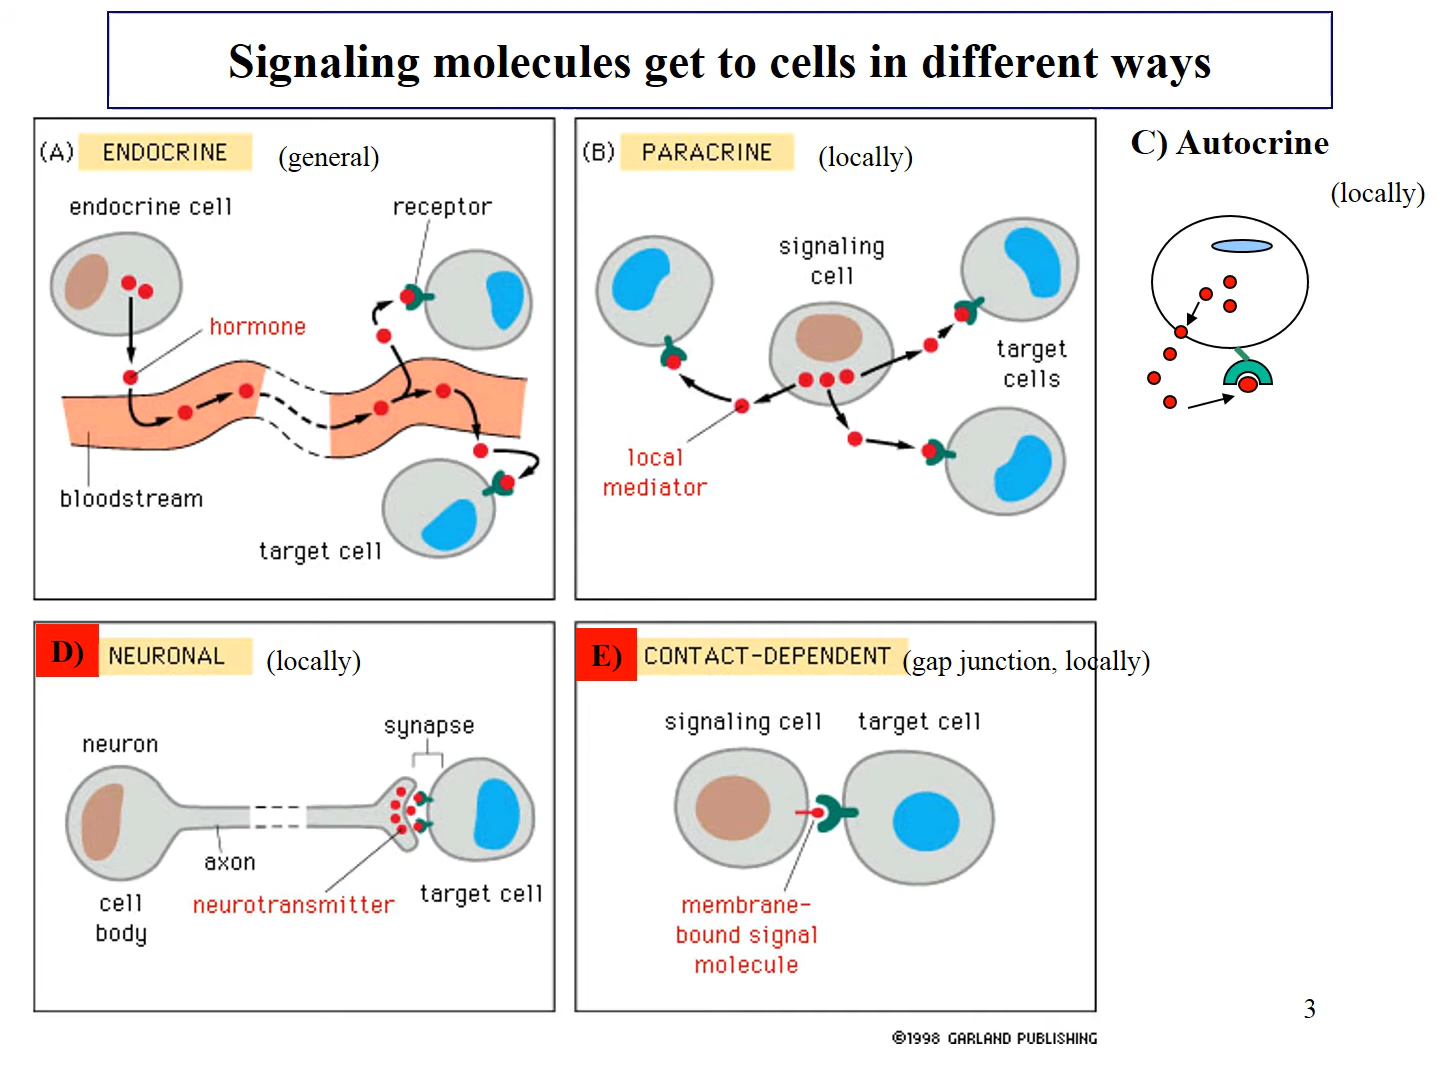 Signaling molecules get to cells in different ways
(A) ENDOCRINE (general)
endocrine cell
receptor
hormone
bloodstream
target cell
(B) PARACRINE (locally)
signaling
cell
target
cells
local
mediator
C) Autocrine
(locally)
D) NEURONAL (locally)
synapse
neuron
axon
cell
body
neurotransmitter
target cell
E) CONTACT-DEPENDENT (gap junction, locally)
signaling cell
target cell
membrane-
bound signal
molecule
3
©1998 GARLAND PUBLISHING